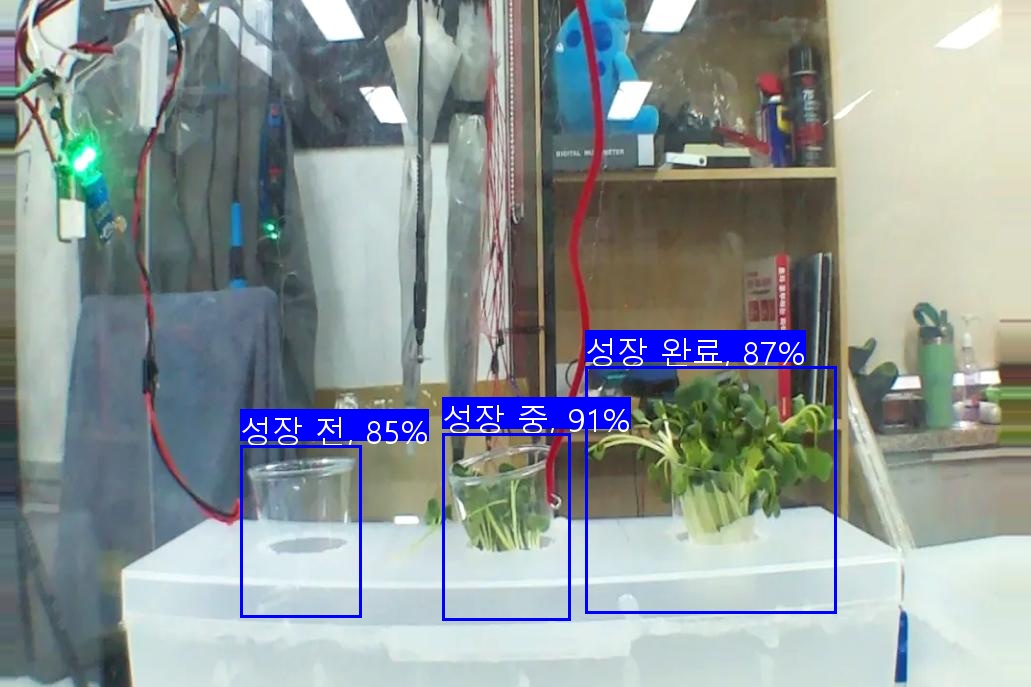 DIGITAL MULTIMETER
성장 완료, 87%
성장 중, 91%
성장 전, 85%